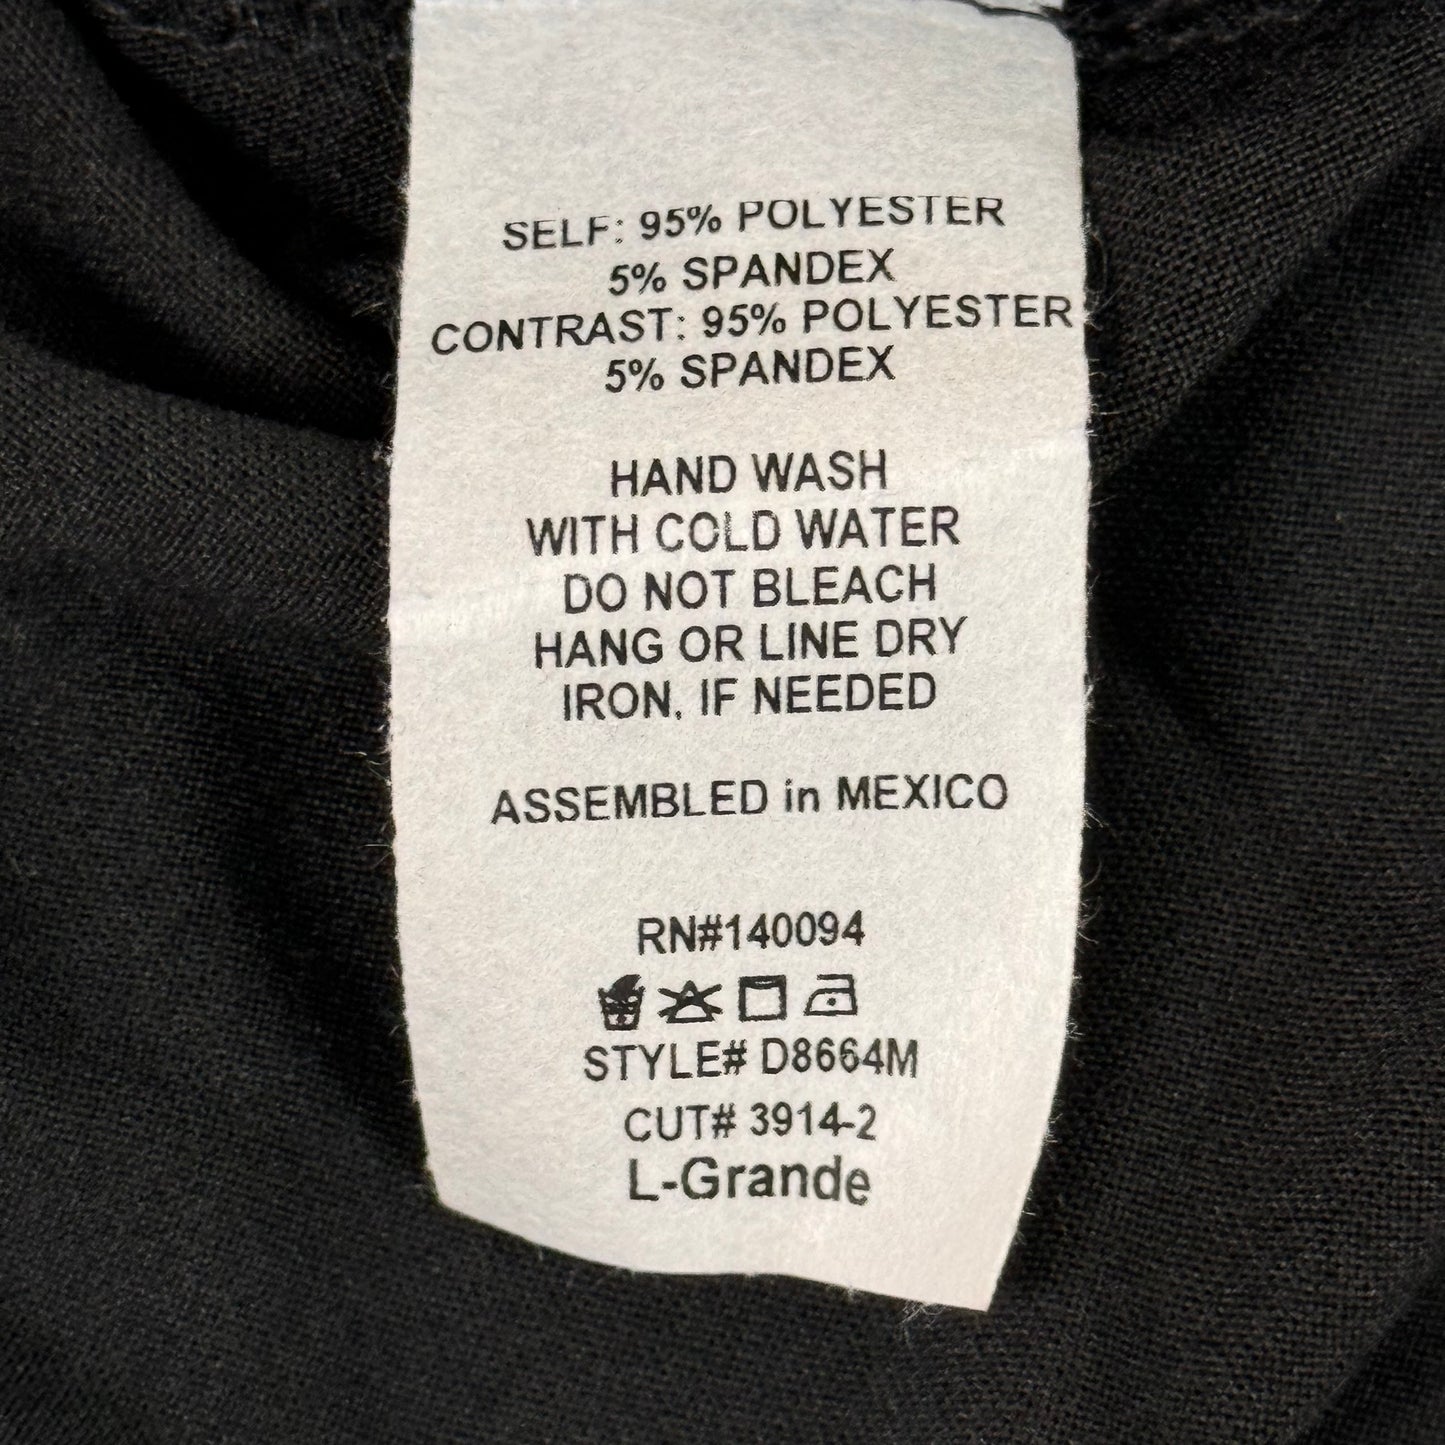 SELF: 95% POLYESTER
5% SPANDEX
CONTRAST: 95% POLYESTER
5% SPANDEX
HAND WASH
WITH COLD WATER
DO NOT BLEACH
HANG OR LINE DRY
IRON, IF NEEDED
ASSEMBLED in MEXICO
RN#140094
STYLE# D8664M
CUT# 3914-2
L-Grande